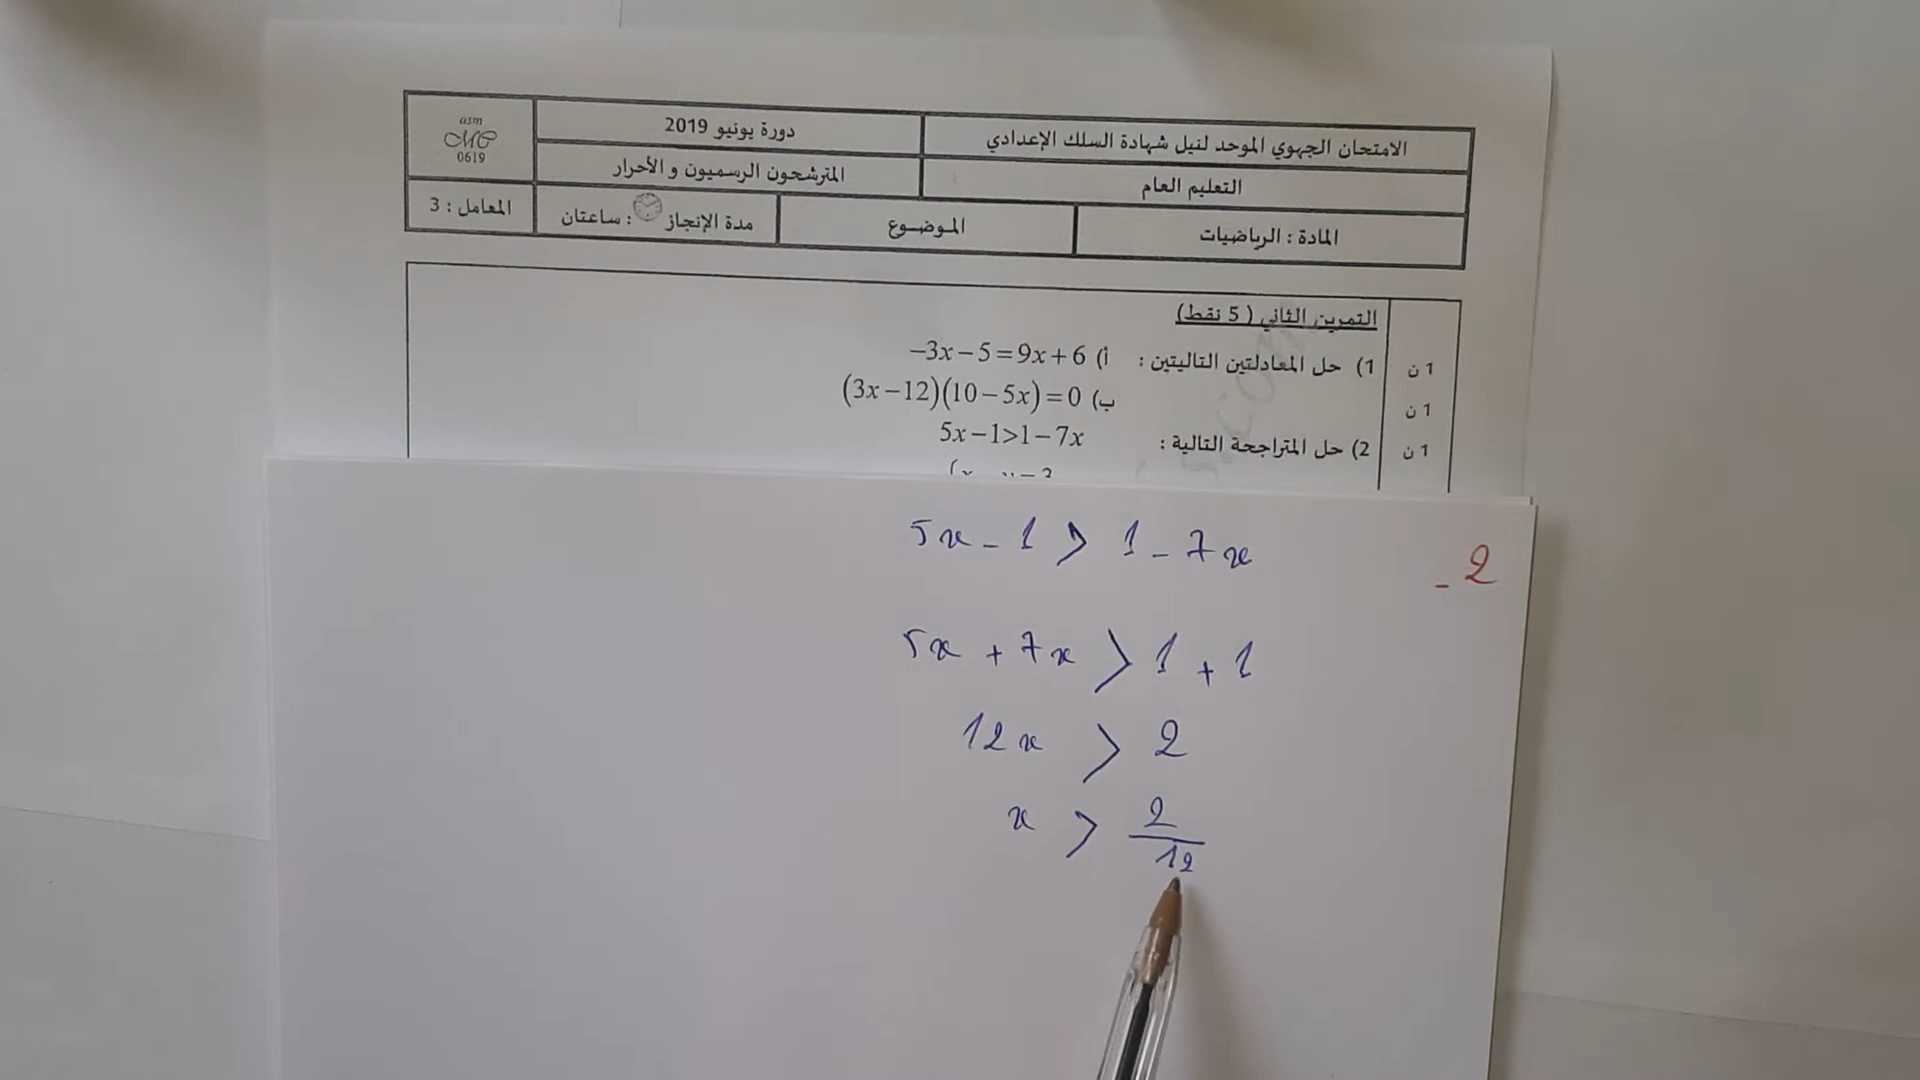 الامتحان الجهوي الموحد لنيل شهادة السلك الإعدادي
دورة يونيو 2019
asm
MC
0619
التعليم العام
المترشحون الرسميون و الأحرار
المادة : الرياضيات
الموضوع
مدة الإنجاز : ساعتان
المعامل : 3
التمرين الثاني ( 5 نقط)
1 ن
1) حل المعادلتين التاليتين : أ) -3x-5=9x+6
1 ن
ب) (3x-12)(10-5x)=0
1 ن
2) حل المتراجحة التالية : 5x-1>1-7x
2 -
5x - 1 > 1 - 7x
5x + 7x > 1 + 1
12x > 2
x > 2/12